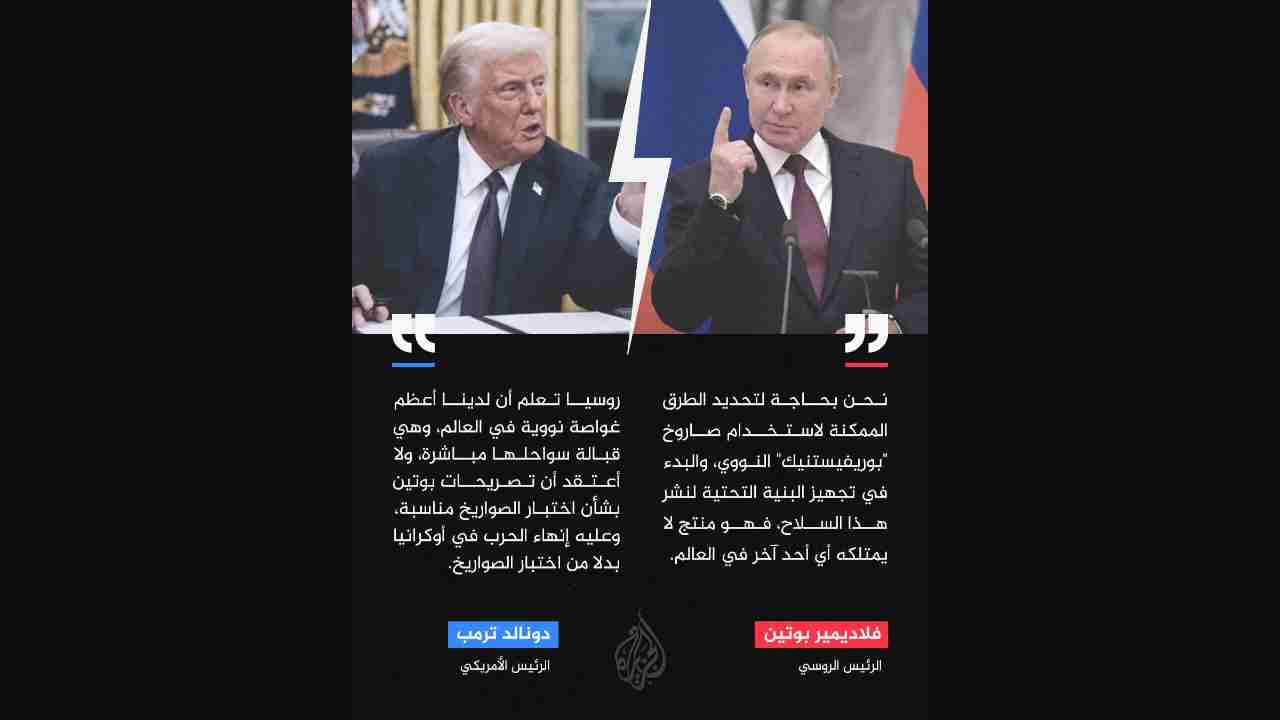 نحن بحاجة لتحديد الطرق
الممكنة لاستخدام صاروخ
"بوريفيستنيك" النووي، والبدء
في تجهيز البنية التحتية لنشر
هذا السلاح، فهو منتج لا
يمتلكه أي أحد آخر في العالم.
فلاديمير بوتين
الرئيس الروسي
روسيا تعلم أن لدينا أعظم
غواصة نووية في العالم، وهي
قبالة سواحلها مباشرة، ولا
أعتقد أن تصريحات بوتين
بشأن اختبار الصواريخ مناسبة،
وعليه إنهاء الحرب في أوكرانيا
بدلا من اختبار الصواريخ.
دونالد ترمب
الرئيس الأمريكي
الجزيرة